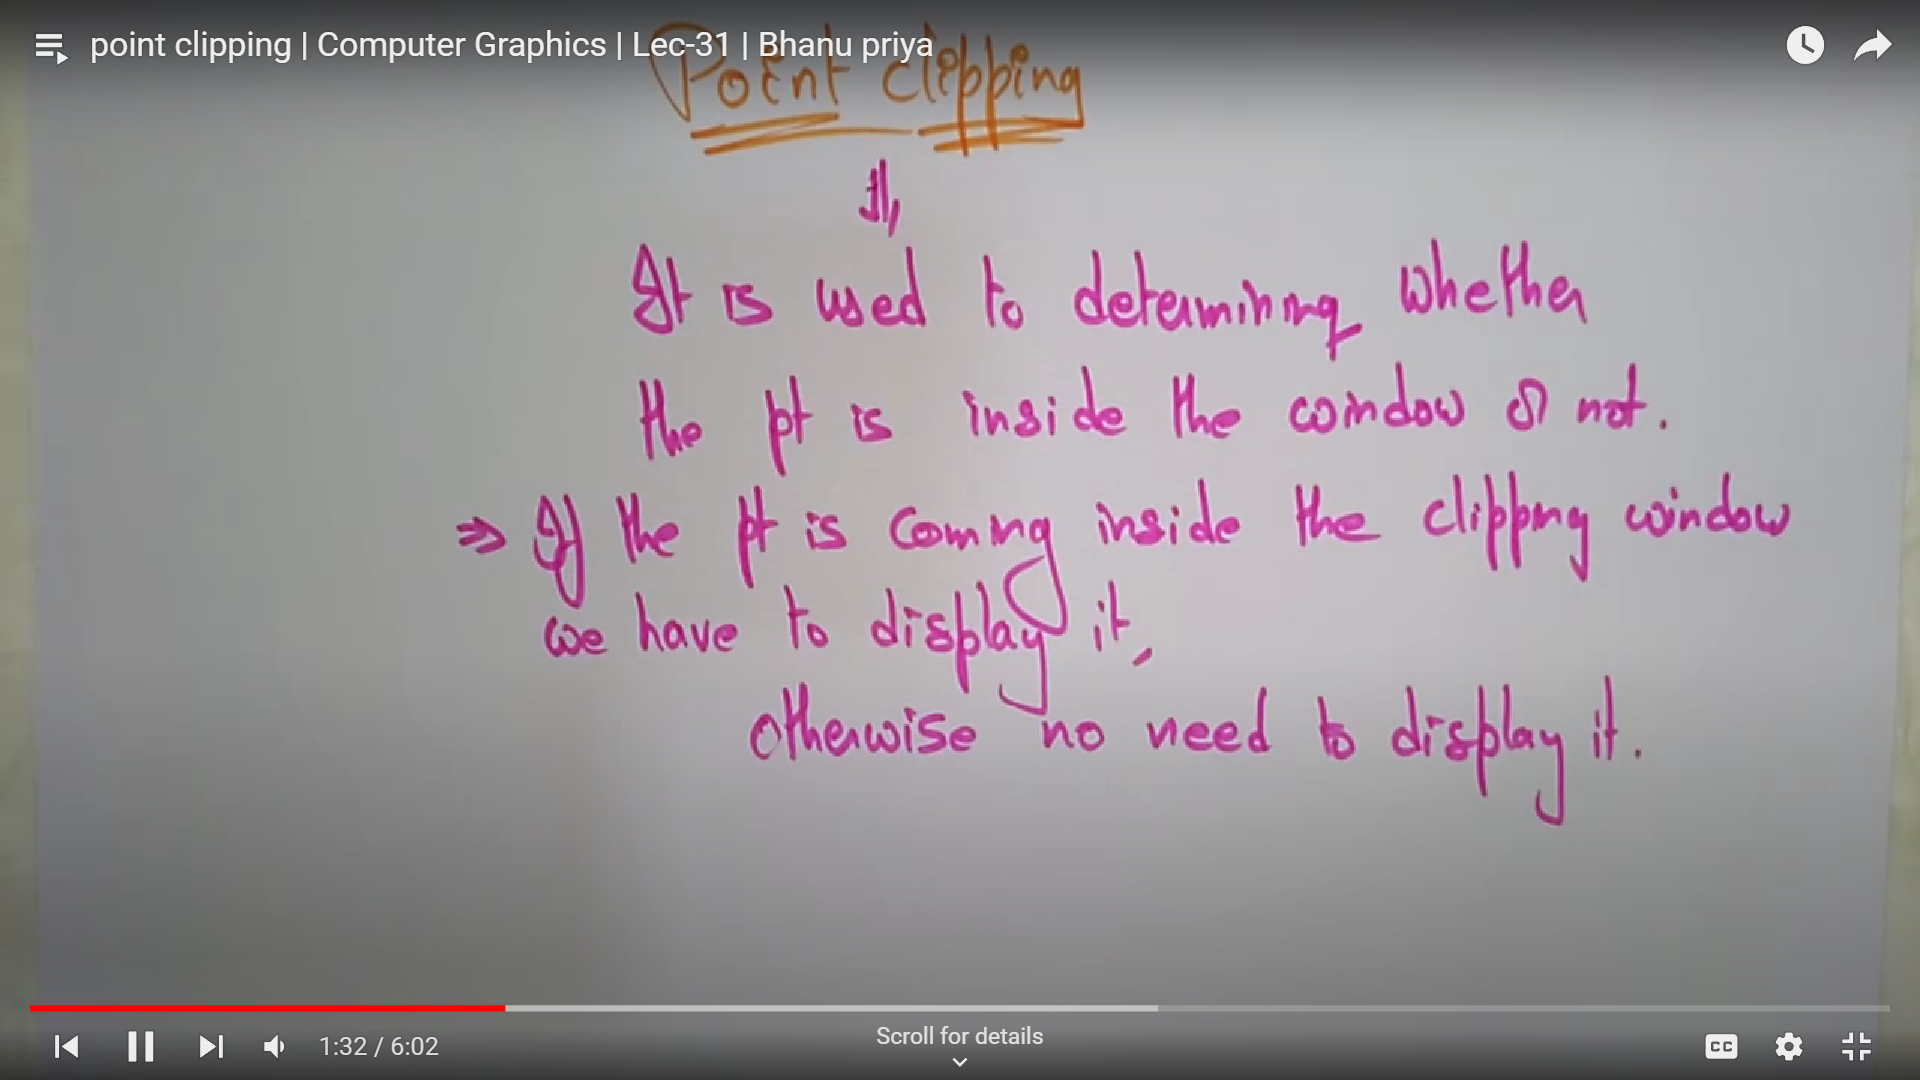 point clipping | Computer Graphics | Lec-31 | Bhanu priya
Point clipping
It is used to determining whether
the pt is inside the window or not.
⇒ If the pt is coming inside the clipping window
we have to display it,
otherwise no need to display it.
Scroll for details
1:32 / 6:02
CC